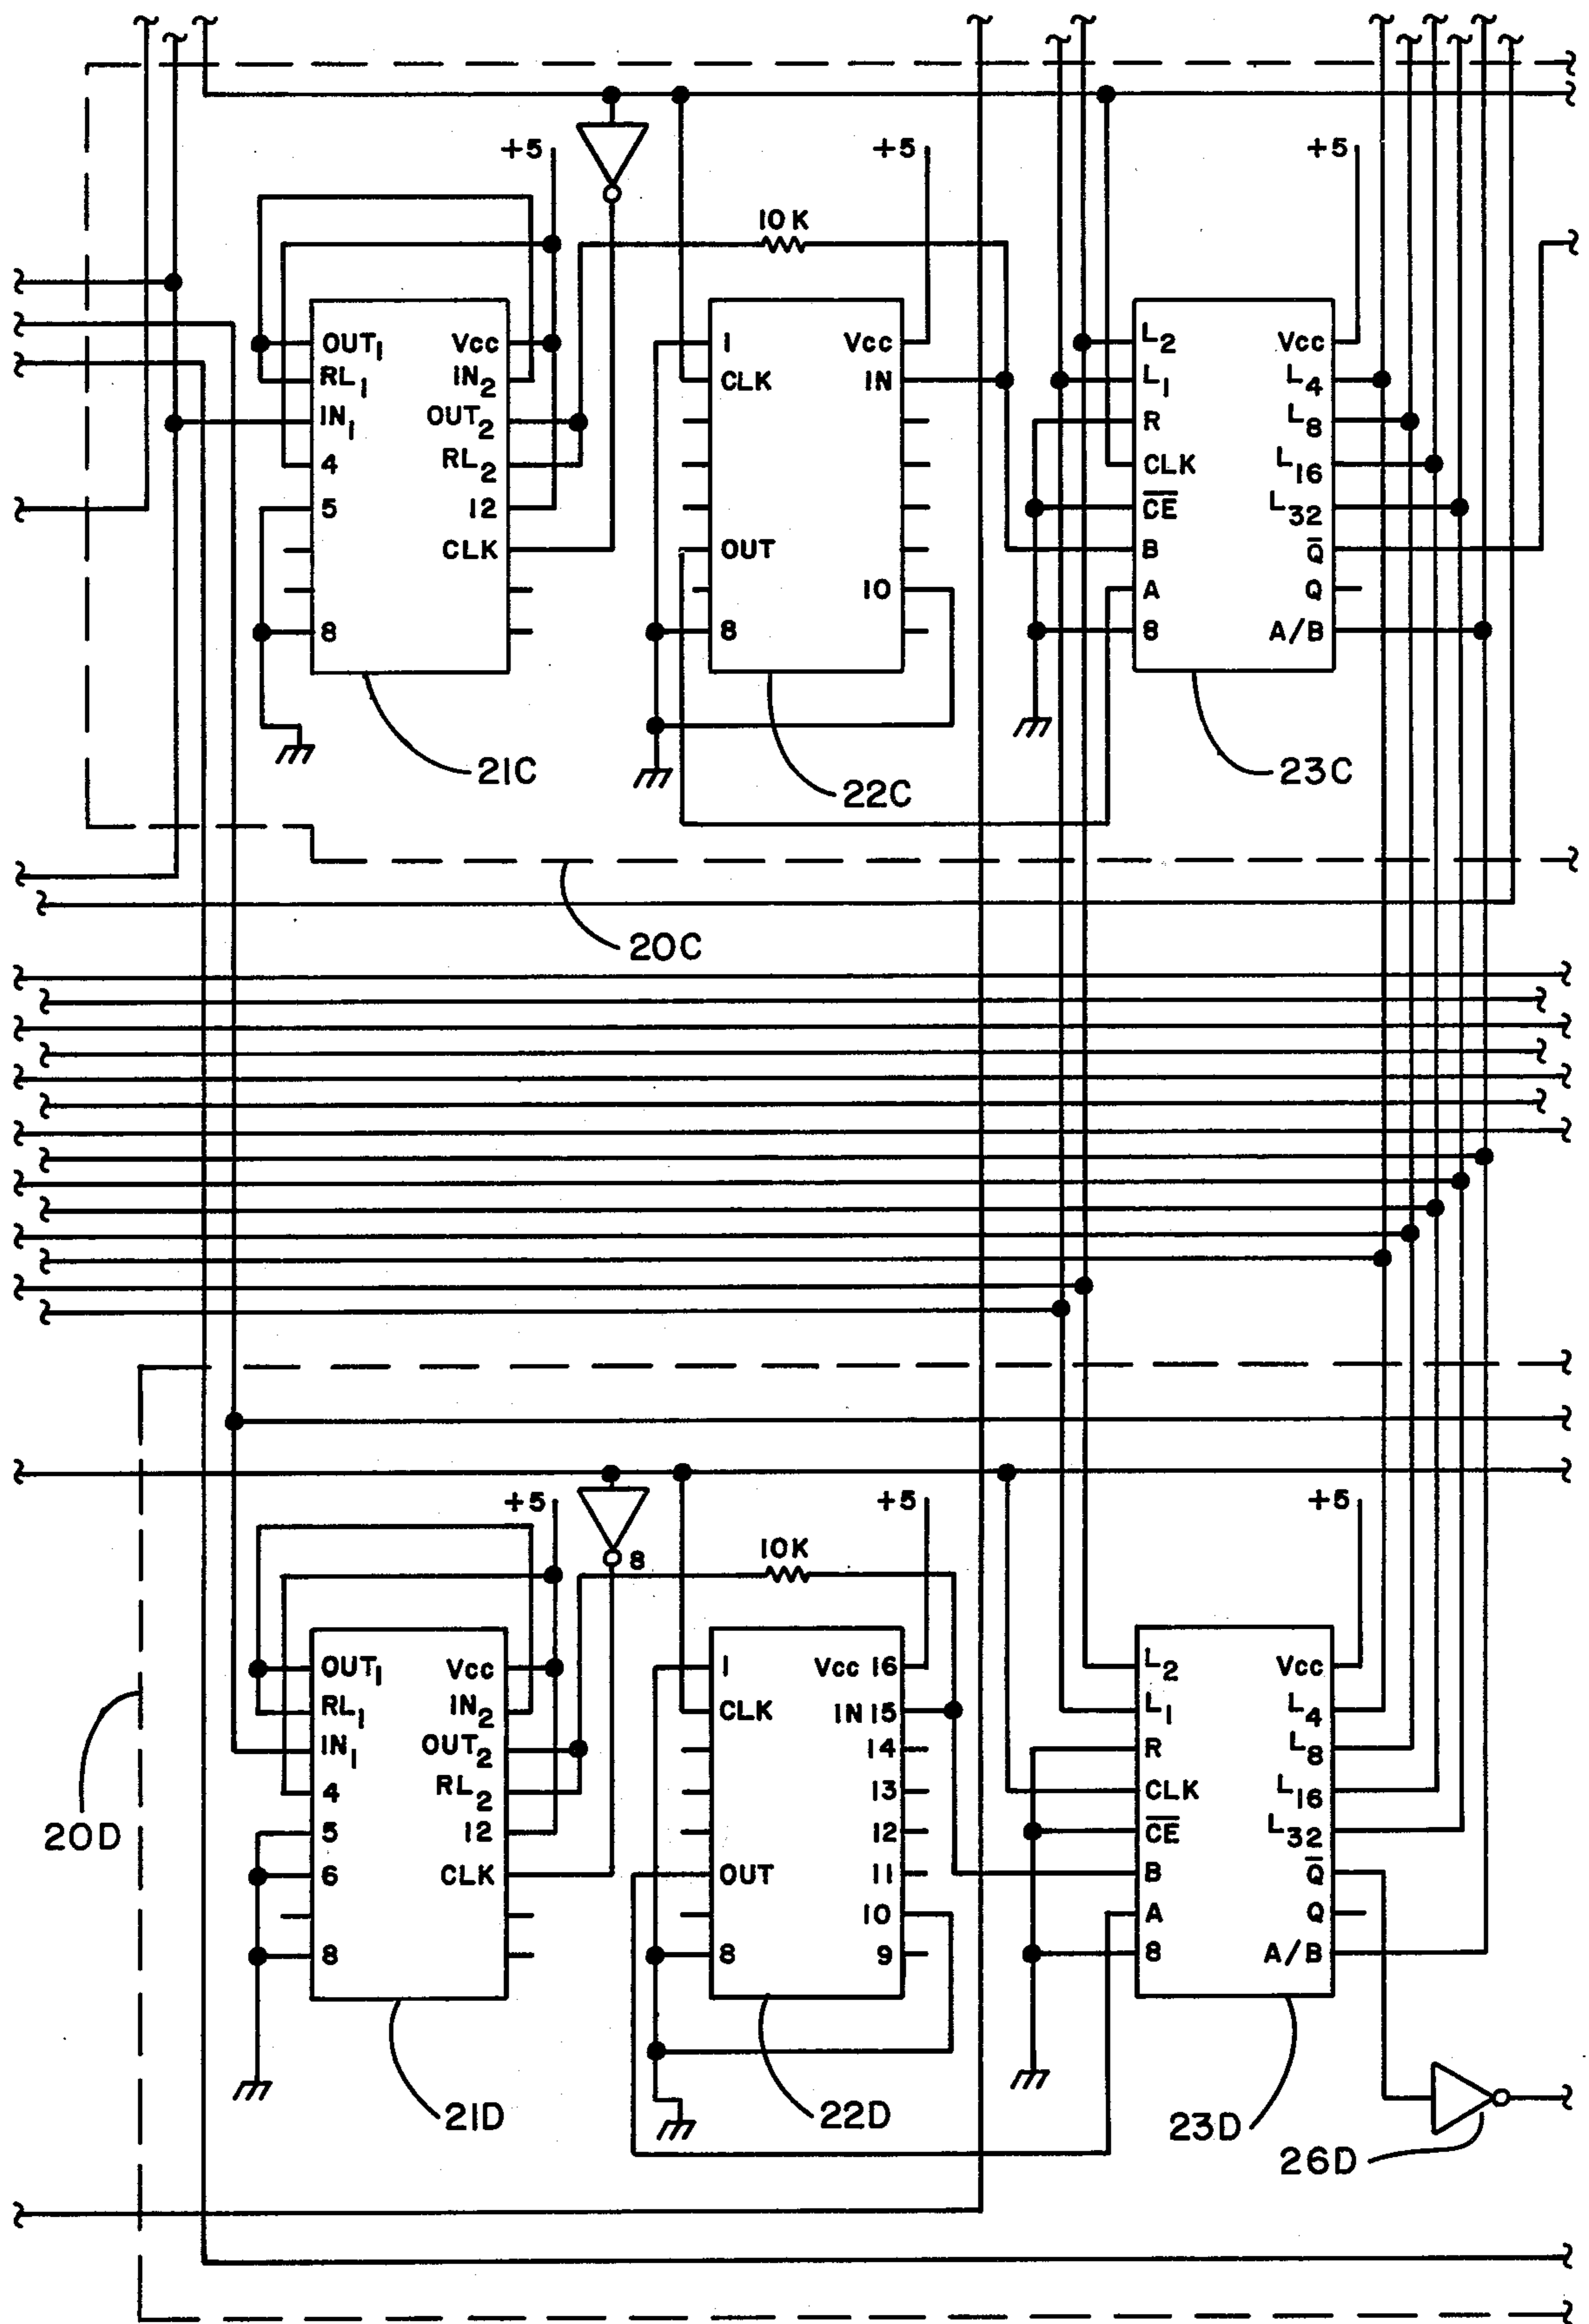 +5
+5
+5
10K
OUT1
RL1
IN1
4
5
8
Vcc
IN2
OUT2
RL2
12
CLK
1
CLK
OUT
8
Vcc
IN
10
L2
L1
R
CLK
CE
B
A
8
Vcc
L4
L8
L16
L32
Q
Q
A/B
21C
22C
23C
20C
+5
8
+5
+5
10K
OUT1
RL1
IN1
4
5
6
8
Vcc
IN2
OUT2
RL2
12
CLK
1
CLK
OUT
8
Vcc 16
IN 15
14
13
12
11
10
9
L2
L1
R
CLK
CE
B
A
8
Vcc
L4
L8
L16
L32
Q
Q
A/B
20D
21D
22D
23D
26D